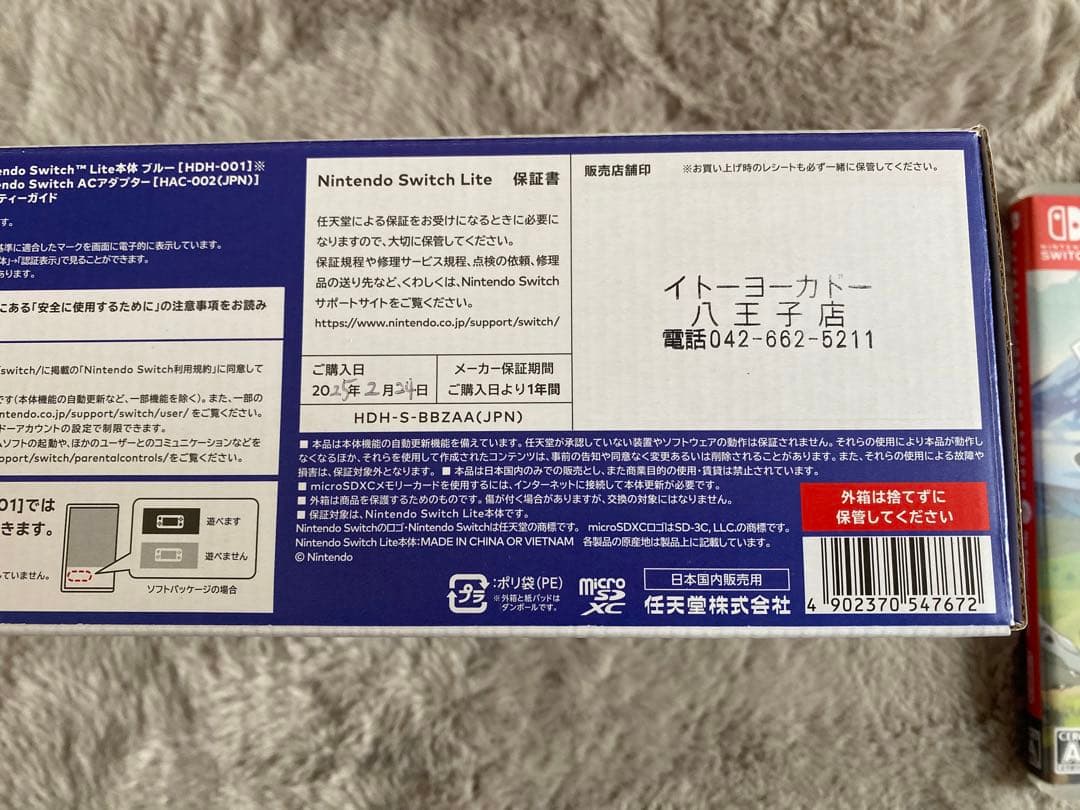 endo Switch™ Lite本体 ブルー[HDH-001]※
endo Switch ACアダプター[HAC-002(JPN)]
ティーガイド
す。
基準に適合したマークを画面に電子的に表示しています。
体」→「認証表示」で見ることができます。
あります。
にある「安全に使用するために」の注意事項をお読み
switch/に掲載の「Nintendo Switch利用規約」に同意して
です(本体機能の自動更新など、一部機能を除く)。また、一部の
ntendo.co.jp/support/switch/user/ をご覧ください。
ドーアカウントの設定で制限できます。
ムソフトの起動や、ほかのユーザーとのコミュニケーションなどを
pport/switch/parentalcontrols/をご覧ください。
001]では
きます。
遊べます
遊べません
していません。
ソフトパッケージの場合
Nintendo Switch Lite 保証書
任天堂による保証をお受けになるときに必要に
なりますので、大切に保管してください。
保証規程や修理サービス規程、点検の依頼、修理
品の送り先など、くわしくは、Nintendo Switch
サポートサイトをご覧ください。
https://www.nintendo.co.jp/support/switch/
ご購入日
2025年2月24日
メーカー保証期間
ご購入日より1年間
HDH-S-BBZAA(JPN)
販売店舗印
※お買い上げ時のレシートも必ず一緒に保管してください。
イトーヨーカドー
八王子店
電話042-662-5211
■ 本品は本体機能の自動更新機能を備えています。任天堂が承認していない装置やソフトウェアの動作は保証されません。それらの使用により本品が動作し
なくなるほか、それらを使用して作成されたコンテンツは、事前の告知や同意なく変更あるいは削除されることがあります。また、それらの使用による故障や
損害は、保証対象外となります。 ■ 本品は日本国内のみでの販売とし、また商業目的の使用・賃貸は禁止されています。
■ microSDXCメモリーカードを使用するには、インターネットに接続して本体更新が必要です。
■ 外箱は商品を保護するためのものです。傷が付く場合がありますが、交換の対象にはなりません。
■ 保証対象は、Nintendo Switch Lite本体です。
Nintendo Switchのロゴ・Nintendo Switchは任天堂の商標です。 microSDXCロゴはSD-3C, LLC.の商標です。
Nintendo Switch Lite本体:MADE IN CHINA OR VIETNAM 各製品の原産地は製品上に記載しています。
© Nintendo
外箱は捨てずに
保管してください
プラ
:ポリ袋(PE)
※外箱と紙パッドは
ダンボールです。
micro
SD
XC
日本国内販売用
任天堂株式会社
4 902370 547672
NINTENDO
SWITCH
CERO
A